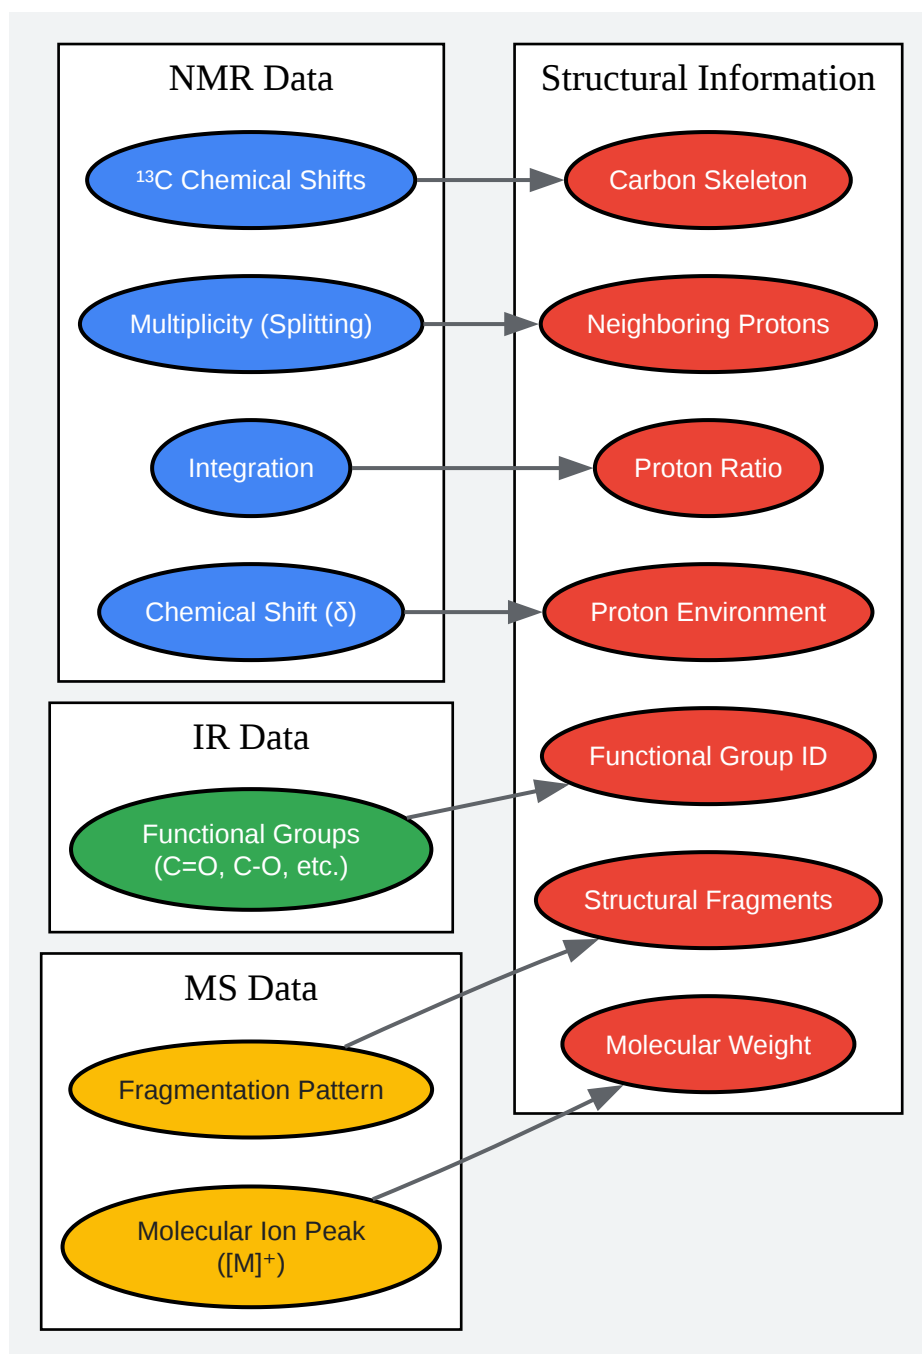 NMR Data
¹³C Chemical Shifts
Multiplicity (Splitting)
Integration
Chemical Shift (δ)
IR Data
Functional Groups
(C=O, C-O, etc.)
MS Data
Fragmentation Pattern
Molecular Ion Peak
([M]⁺)
Structural Information
Carbon Skeleton
Neighboring Protons
Proton Ratio
Proton Environment
Functional Group ID
Structural Fragments
Molecular Weight